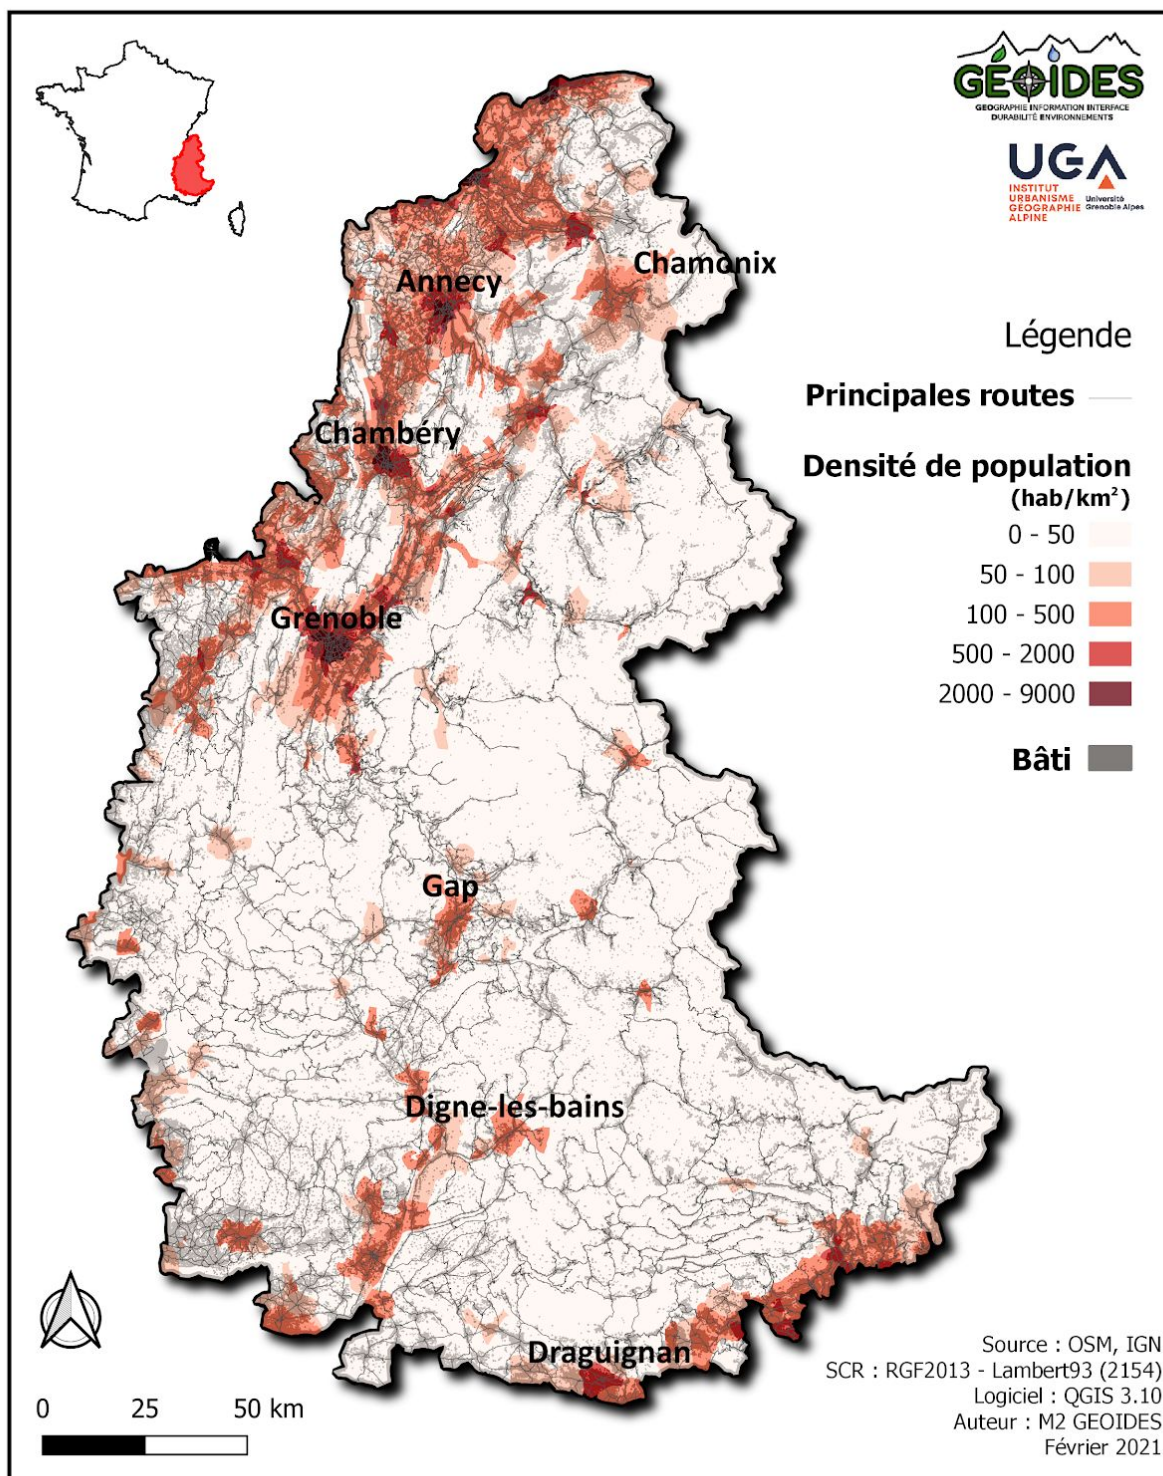 GÉOIDES
GEOGRAPHIE INFORMATION INTERFACE
DURABILITÉ ENVIRONNEMENTS
UGA
INSTITUT
URBANISME
GÉOGRAPHIE
ALPINE
Université
Grenoble Alpes
Chamonix
Annecy
Chambéry
Grenoble
Gap
Digne-les-bains
Draguignan
Légende
Principales routes
Densité de population
(hab/km²)
0 - 50
50 - 100
100 - 500
500 - 2000
2000 - 9000
Bâti
0 25 50 km
Source : OSM, IGN
SCR : RGF2013 - Lambert93 (2154)
Logiciel : QGIS 3.10
Auteur : M2 GEOIDES
Février 2021